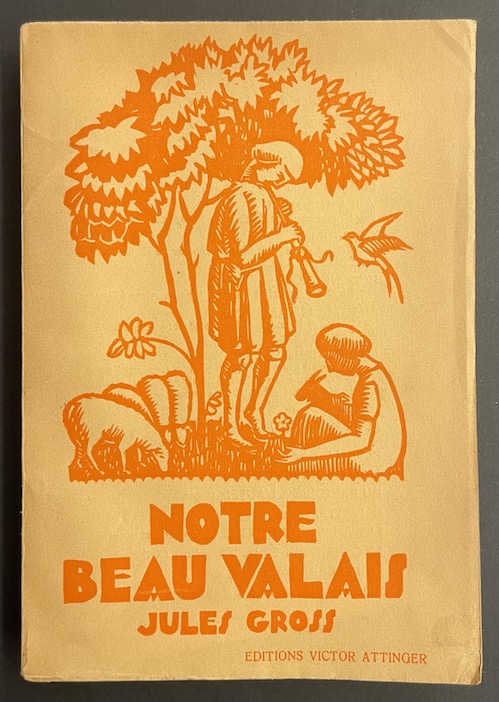 NOTRE
BEAU VALAIS
JULES GROSS
EDITIONS VICTOR ATTINGER